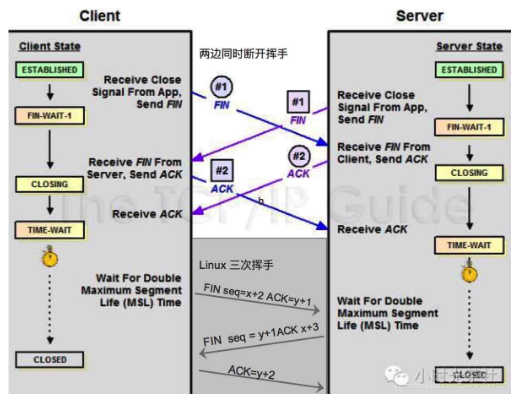 Client
Server
Client State
两边同时断开挥手
Server State
ESTABLISHED
ESTABLISHED
Receive Close
Signal From App,
Send FIN
#1
FIN
#1
FIN
Receive Close
Signal From App,
Send FIN
FIN-WAIT-1
FIN-WAIT-1
Receive FIN From
Server, Send ACK
#2
ACK
#2
ACK
Receive FIN From
Client, Send ACK
CLOSING
CLOSING
The TCP/IP Guide
b
Receive ACK
Receive ACK
TIME-WAIT
TIME-WAIT
Linux 三次挥手
Wait For Double
Maximum Segment
Life (MSL) Time
FIN seq=x+2 ACK=y+1
Wait For Double
Maximum Segment
Life (MSL) Time
FIN seq = y+1ACK x+3
CLOSED
ACK=y+2
CLOSED